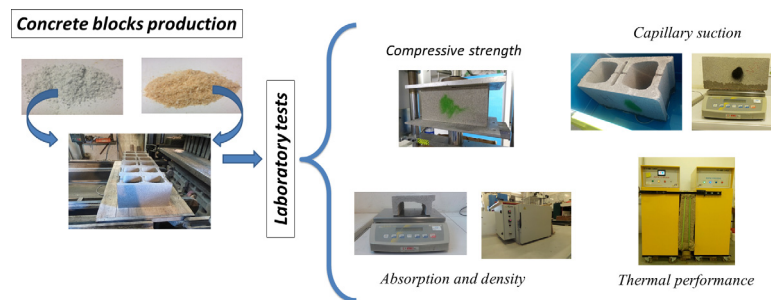 Concrete blocks production
Laboratory tests
Compressive strength
Capillary suction
Absorption and density
Thermal performance